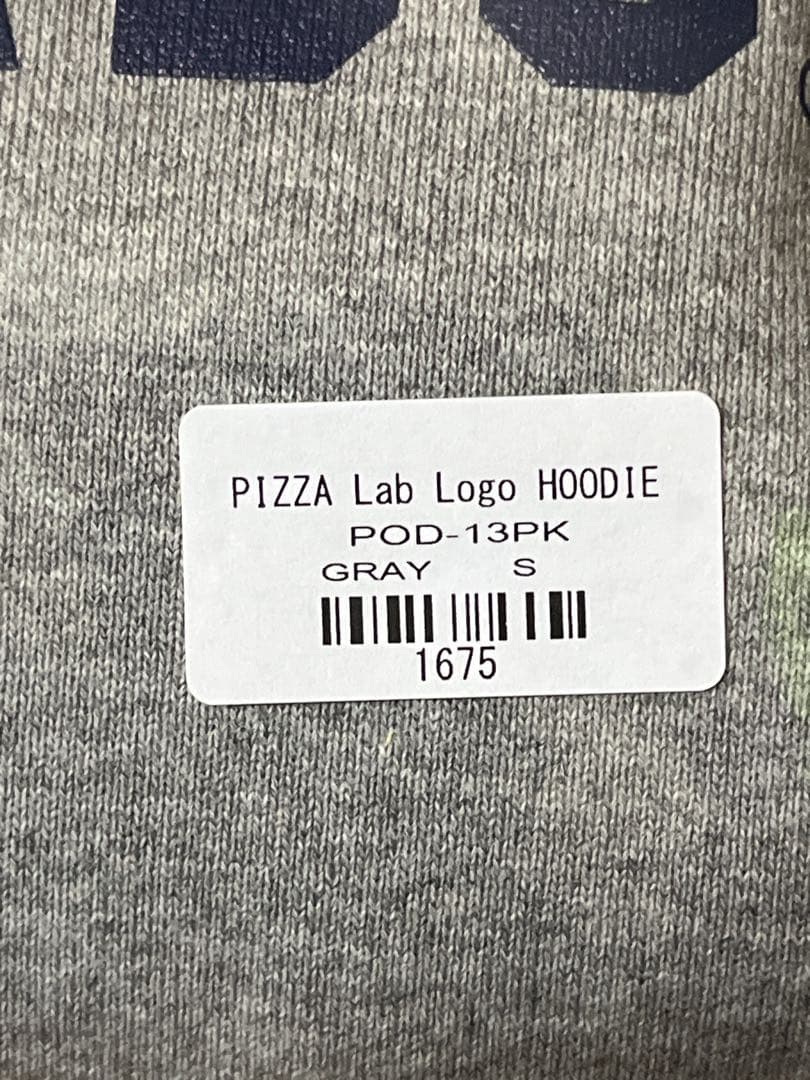 PIZZA Lab Logo HOODIE
POD-13PK
GRAY S
1675